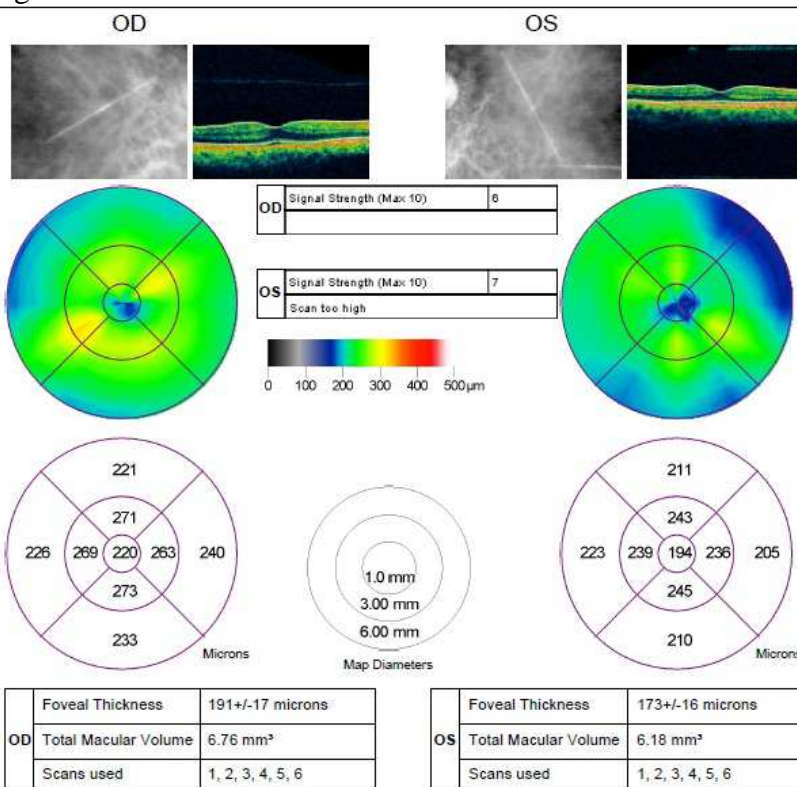 OD
OS
OD
Signal Strength (Max 10) 6
OS
Signal Strength (Max 10) 7
Scan too high
0 100 200 300 400 500 µm
221
271
226 269 220 263 240
273
233
Microns
1.0 mm
3.00 mm
6.00 mm
Map Diameters
211
243
223 239 194 236 205
245
210
Microns
OD
Foveal Thickness 191+/-17 microns
Total Macular Volume 6.76 mm³
Scans used 1, 2, 3, 4, 5, 6
OS
Foveal Thickness 173+/-16 microns
Total Macular Volume 6.18 mm³
Scans used 1, 2, 3, 4, 5, 6